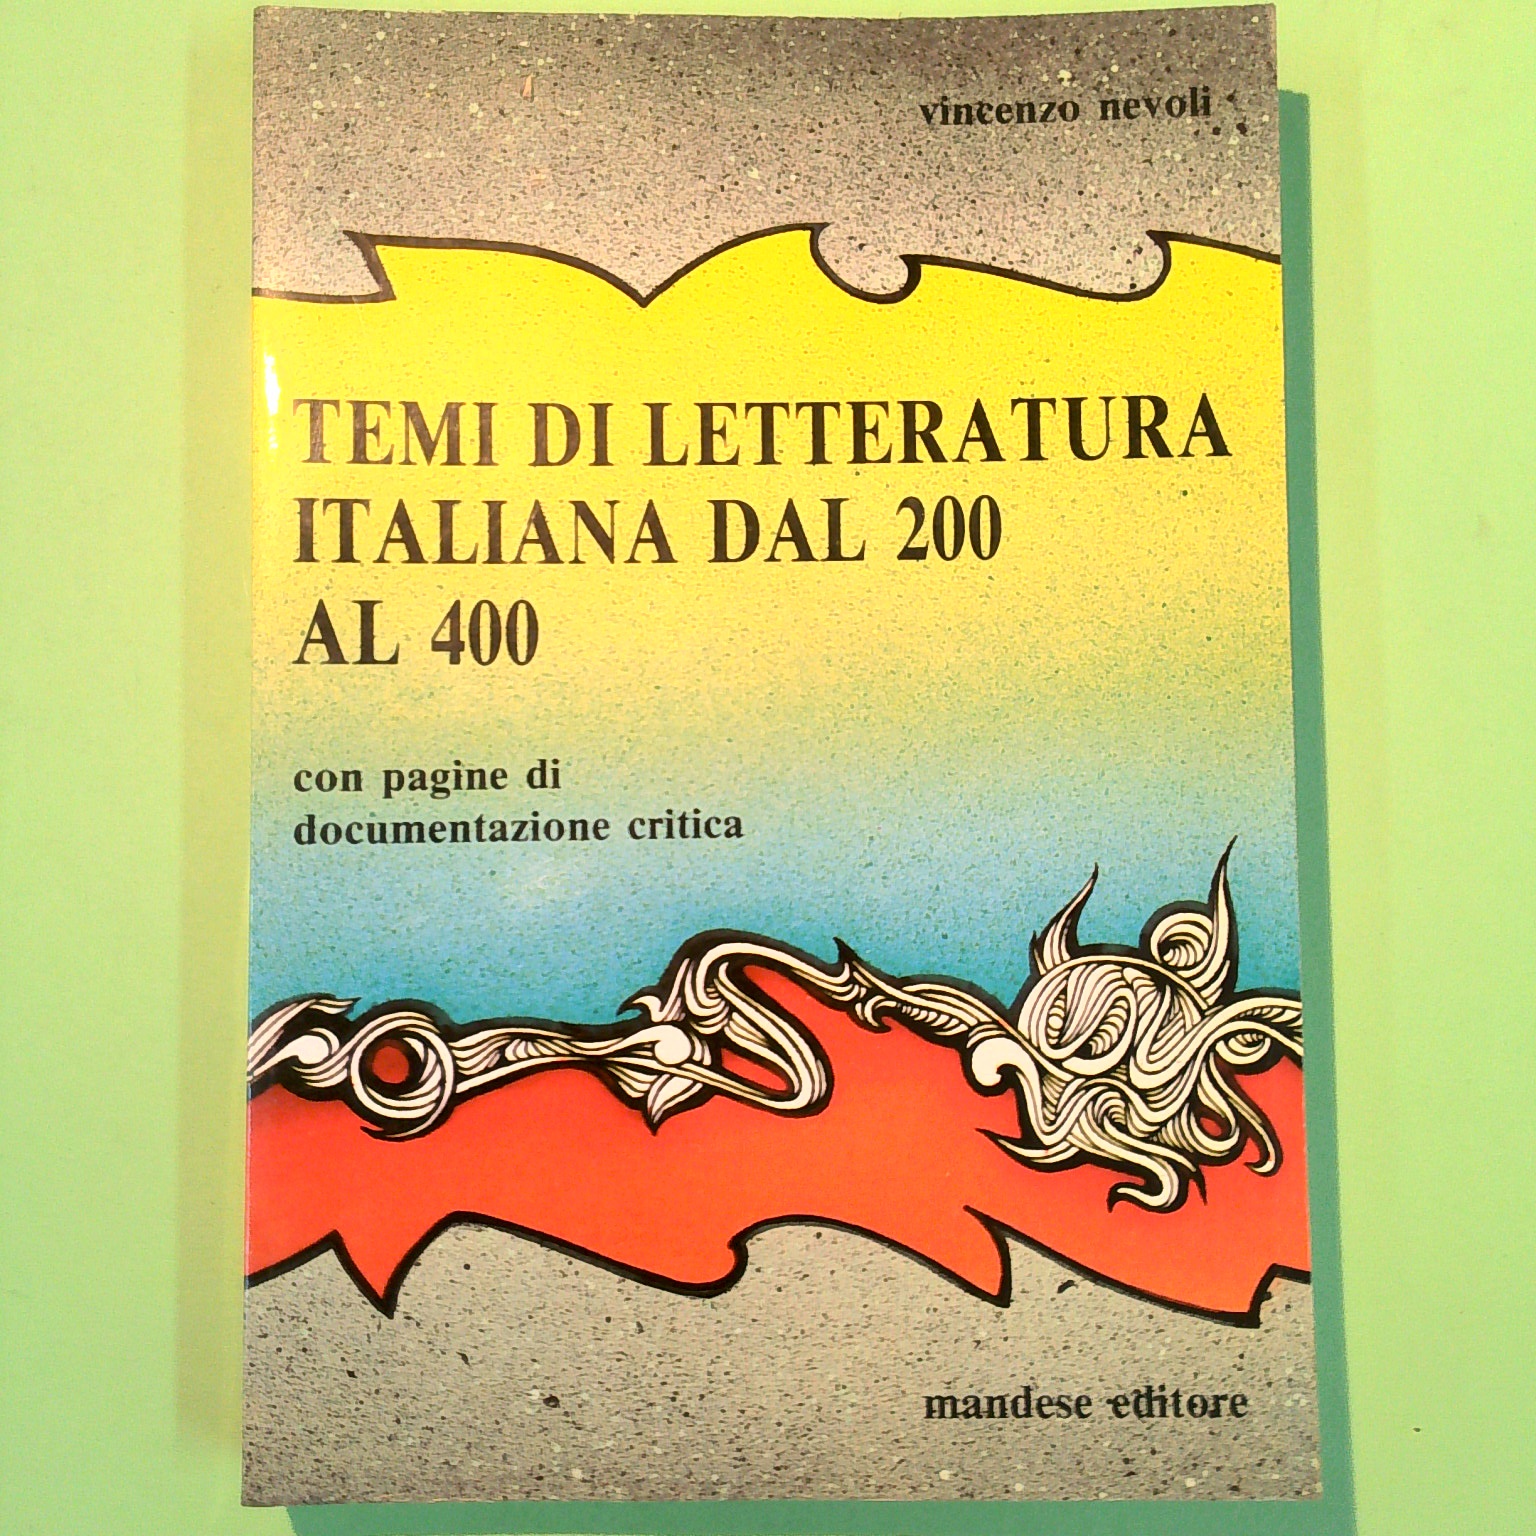 vincenzo nevoli
TEMI DI LETTERATURA
ITALIANA DAL 200
AL 400
con pagine di
documentazione critica
mandese editore